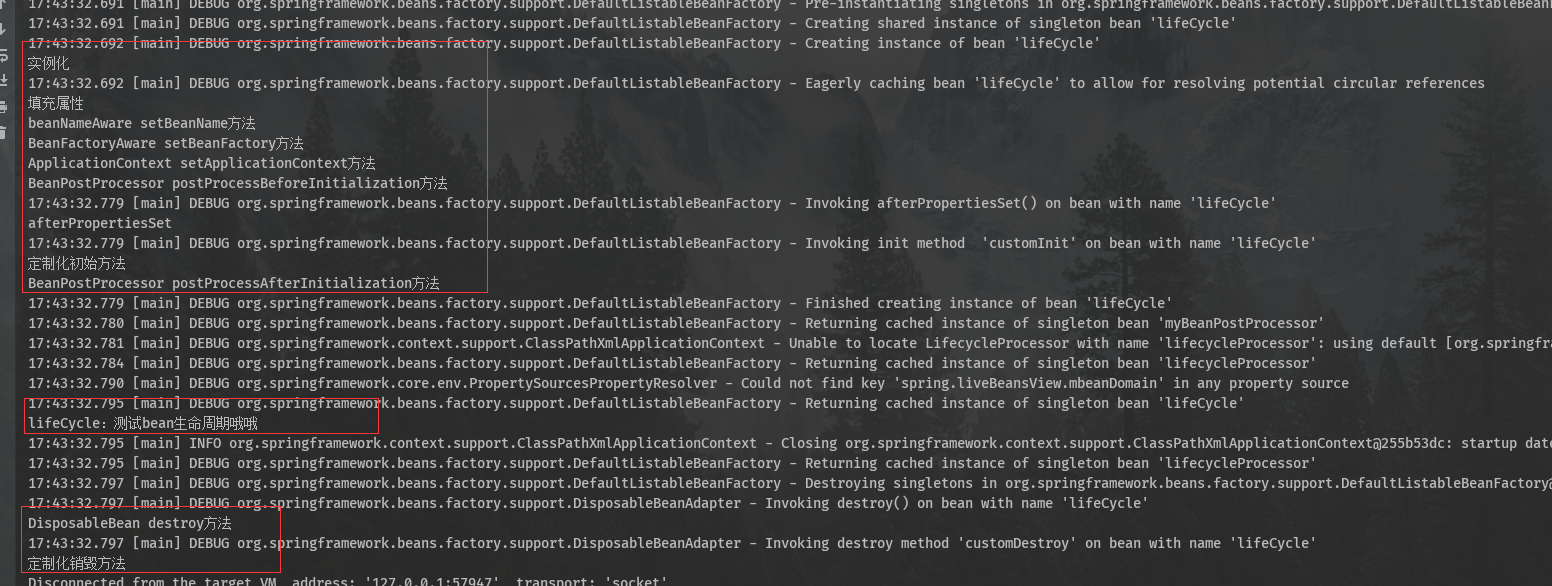 17:43:32.691 [main] DEBUG org.springframework.beans.factory.support.DefaultListableBeanFactory - Pre-instantiating singletons in org.springframework.beans.factory.support.DefaultListableBeanF
17:43:32.691 [main] DEBUG org.springframework.beans.factory.support.DefaultListableBeanFactory - Creating shared instance of singleton bean 'lifeCycle'
17:43:32.692 [main] DEBUG org.springframework.beans.factory.support.DefaultListableBeanFactory - Creating instance of bean 'lifeCycle'
实例化
17:43:32.692 [main] DEBUG org.springframework.beans.factory.support.DefaultListableBeanFactory - Eagerly caching bean 'lifeCycle' to allow for resolving potential circular references
填充属性
beanNameAware setBeanName方法
BeanFactoryAware setBeanFactory方法
ApplicationContext setApplicationContext方法
BeanPostProcessor postProcessBeforeInitialization方法
17:43:32.779 [main] DEBUG org.springframework.beans.factory.support.DefaultListableBeanFactory - Invoking afterPropertiesSet() on bean with name 'lifeCycle'
afterPropertiesSet
17:43:32.779 [main] DEBUG org.springframework.beans.factory.support.DefaultListableBeanFactory - Invoking init method  'customInit' on bean with name 'lifeCycle'
定制化初始方法
BeanPostProcessor postProcessAfterInitialization方法
17:43:32.779 [main] DEBUG org.springframework.beans.factory.support.DefaultListableBeanFactory - Finished creating instance of bean 'lifeCycle'
17:43:32.780 [main] DEBUG org.springframework.beans.factory.support.DefaultListableBeanFactory - Returning cached instance of singleton bean 'myBeanPostProcessor'
17:43:32.781 [main] DEBUG org.springframework.context.support.ClassPathXmlApplicationContext - Unable to locate LifecycleProcessor with name 'lifecycleProcessor': using default [org.springfra
17:43:32.784 [main] DEBUG org.springframework.beans.factory.support.DefaultListableBeanFactory - Returning cached instance of singleton bean 'lifecycleProcessor'
17:43:32.790 [main] DEBUG org.springframework.core.env.PropertySourcesPropertyResolver - Could not find key 'spring.liveBeansView.mbeanDomain' in any property source
17:43:32.795 [main] DEBUG org.springframework.beans.factory.support.DefaultListableBeanFactory - Returning cached instance of singleton bean 'lifeCycle'
lifeCycle：测试bean生命周期哦哦
17:43:32.795 [main] INFO org.springframework.context.support.ClassPathXmlApplicationContext - Closing org.springframework.context.support.ClassPathXmlApplicationContext@255b53dc: startup date
17:43:32.795 [main] DEBUG org.springframework.beans.factory.support.DefaultListableBeanFactory - Returning cached instance of singleton bean 'lifecycleProcessor'
17:43:32.797 [main] DEBUG org.springframework.beans.factory.support.DefaultListableBeanFactory - Destroying singletons in org.springframework.beans.factory.support.DefaultListableBeanFactory@
17:43:32.797 [main] DEBUG org.springframework.beans.factory.support.DisposableBeanAdapter - Invoking destroy() on bean with name 'lifeCycle'
DisposableBean destroy方法
17:43:32.797 [main] DEBUG org.springframework.beans.factory.support.DisposableBeanAdapter - Invoking destroy method 'customDestroy' on bean with name 'lifeCycle'
定制化销毁方法
Disconnected from the target VM, address: '127.0.0.1:57947', transport: 'socket'